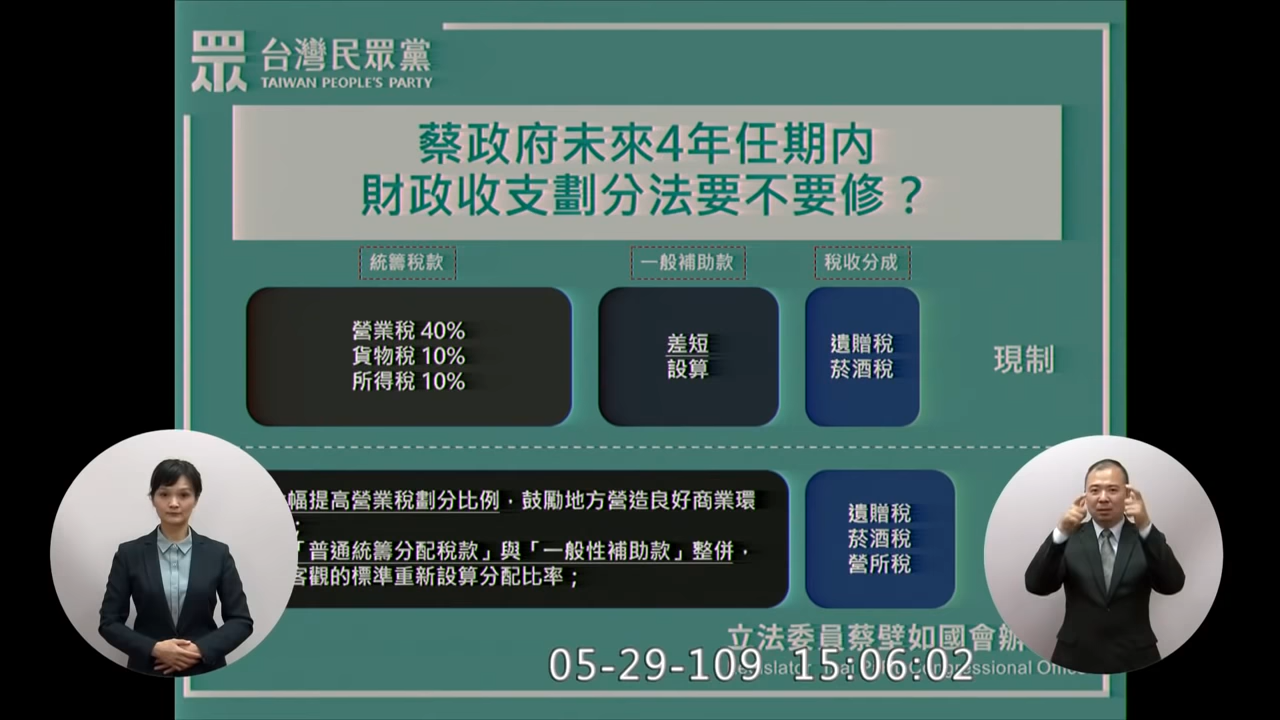 台灣民眾黨
TAIWAN PEOPLE'S PARTY
蔡政府未來4年任期內
財政收支劃分法要不要修？
統籌稅款
一般補助款
稅收分成
營業稅 40%
貨物稅 10%
所得稅 10%
差短
設算
遺贈稅
菸酒稅
現制
幅提高營業稅劃分比例，鼓勵地方營造良好商業環
；
「普通統籌分配稅款」與「一般性補助款」整併，
客觀的標準重新設算分配比率；
遺贈稅
菸酒稅
營所稅
立法委員蔡壁如國會辦
Congressional
05-29-109 15:06:02